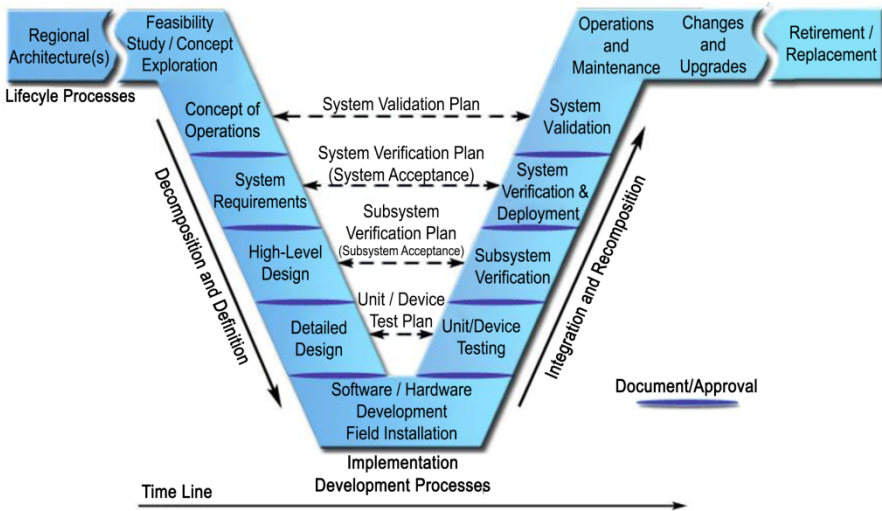 Regional
Architecture(s)
Feasibility
Study / Concept
Exploration
Operations
and
Maintenance
Changes
and
Upgrades
Retirement /
Replacement
Lifecyle Processes
Concept of
Operations
System Validation Plan
System
Validation
System Verification Plan
(System Acceptance)
System
Requirements
System
Verification &
Deployment
Subsystem
Verification Plan
(Subsystem Acceptance)
High-Level
Design
Subsystem
Verification
Unit / Device
Test Plan
Detailed
Design
Unit/Device
Testing
Decomposition and Definition
Integration and Recomposition
Software / Hardware
Development
Field Installation
Document/Approval
Implementation
Development Processes
Time Line